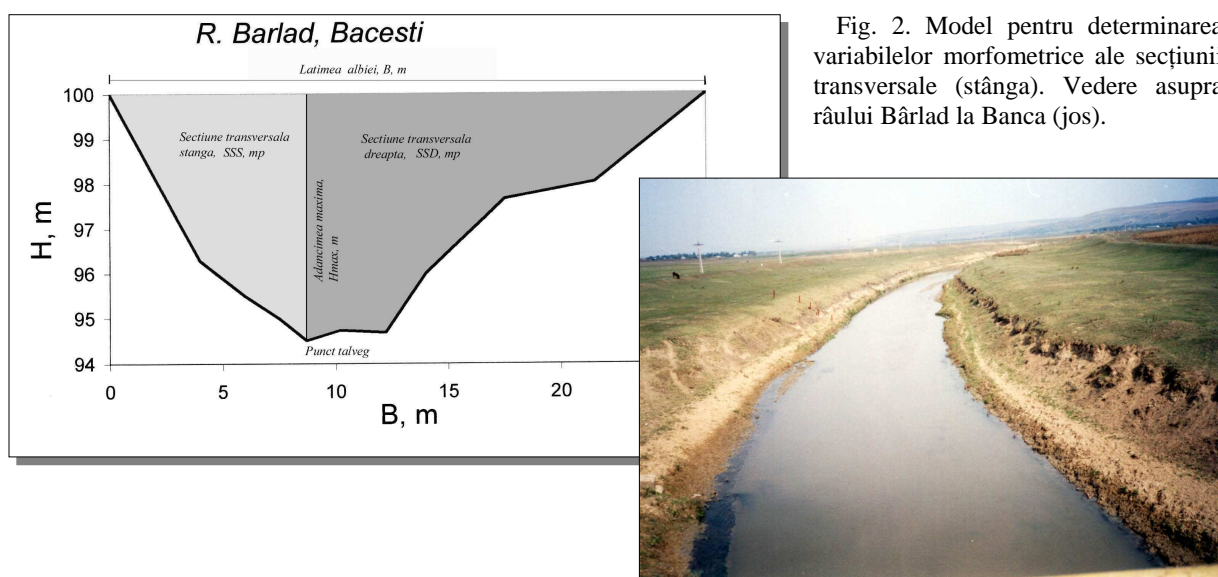 R. Barlad, Bacesti
Latimea albiei, B, m
Fig. 2. Model pentru determinarea
variabilelor morfometrice ale secțiunii
transversale (stânga). Vedere asupra
râului Bârlad la Banca (jos).
100
99
98
97
96
95
94
H, m
Sectiune transversala
stanga, SSS, mp
Sectiune transversala
dreapta, SSD, mp
Adancimea maxima,
Hmax, m
Punct talveg
0 5 10 15 20
B, m